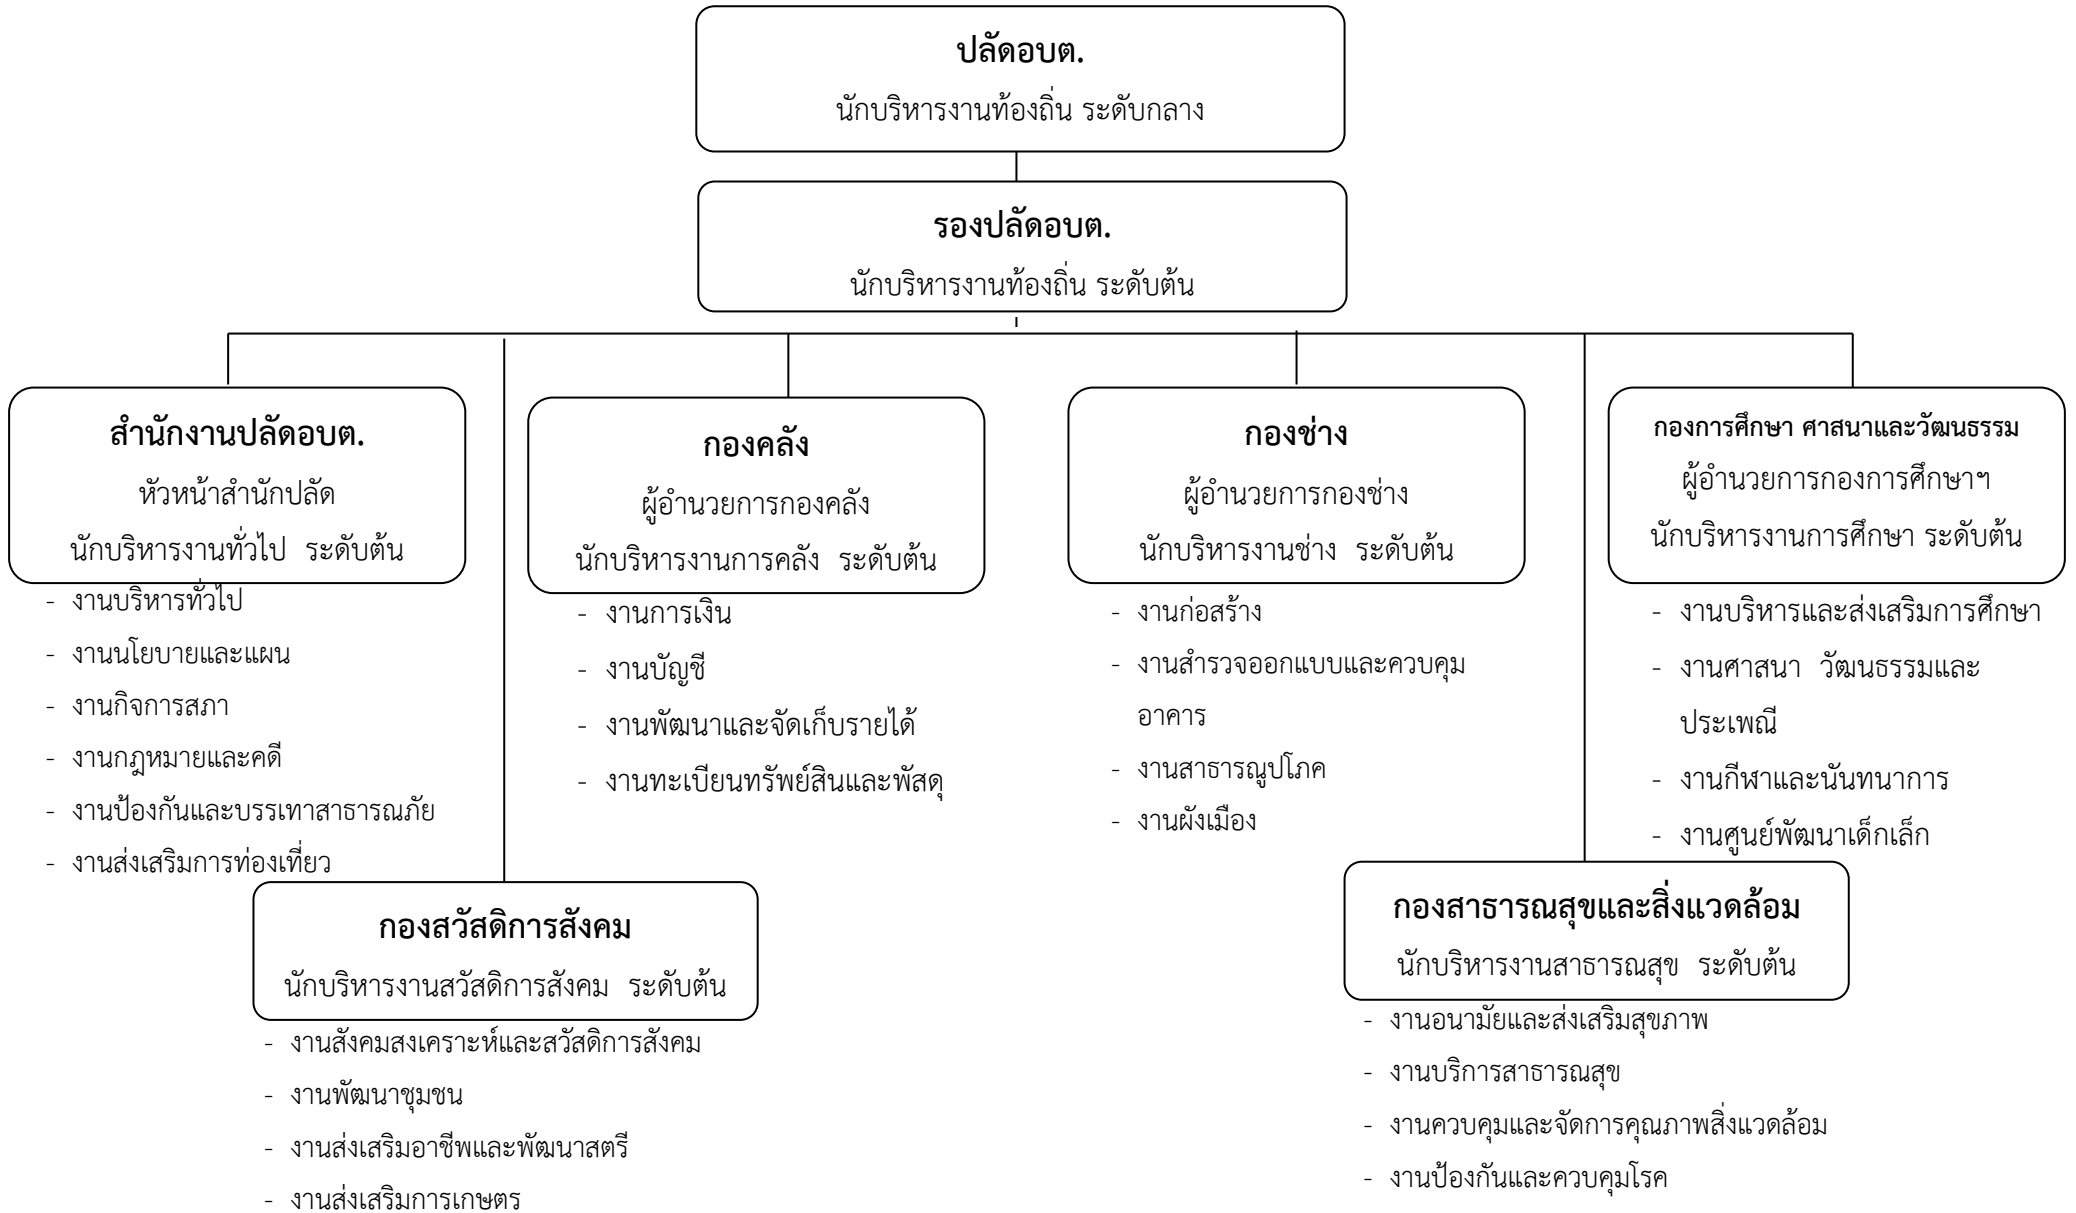 ปลัดอบต.
นักบริหารงานท้องถิ่น ระดับกลาง
รองปลัดอบต.
นักบริหารงานท้องถิ่น ระดับต้น
สำนักงานปลัดอบต.
หัวหน้าสำนักปลัด
นักบริหารงานทั่วไป ระดับต้น
- งานบริหารทั่วไป
- งานนโยบายและแผน
- งานกิจการสภา
- งานกฎหมายและคดี
- งานป้องกันและบรรเทาสาธารณภัย
- งานส่งเสริมการท่องเที่ยว
กองคลัง
ผู้อำนวยการกองคลัง
นักบริหารงานการคลัง ระดับต้น
- งานการเงิน
- งานบัญชี
- งานพัฒนาและจัดเก็บรายได้
- งานทะเบียนทรัพย์สินและพัสดุ
กองช่าง
ผู้อำนวยการกองช่าง
นักบริหารงานช่าง ระดับต้น
- งานก่อสร้าง
- งานสำรวจออกแบบและควบคุม
อาคาร
- งานสาธารณูปโภค
- งานผังเมือง
กองการศึกษา ศาสนาและวัฒนธรรม
ผู้อำนวยการกองการศึกษาฯ
นักบริหารงานการศึกษา ระดับต้น
- งานบริหารและส่งเสริมการศึกษา
- งานศาสนา วัฒนธรรมและ
ประเพณี
- งานกีฬาและนันทนาการ
- งานศูนย์พัฒนาเด็กเล็ก
กองสวัสดิการสังคม
นักบริหารงานสวัสดิการสังคม ระดับต้น
- งานสังคมสงเคราะห์และสวัสดิการสังคม
- งานพัฒนาชุมชน
- งานส่งเสริมอาชีพและพัฒนาสตรี
- งานส่งเสริมการเกษตร
กองสาธารณสุขและสิ่งแวดล้อม
นักบริหารงานสาธารณสุข ระดับต้น
- งานอนามัยและส่งเสริมสุขภาพ
- งานบริการสาธารณสุข
- งานควบคุมและจัดการคุณภาพสิ่งแวดล้อม
- งานป้องกันและควบคุมโรค